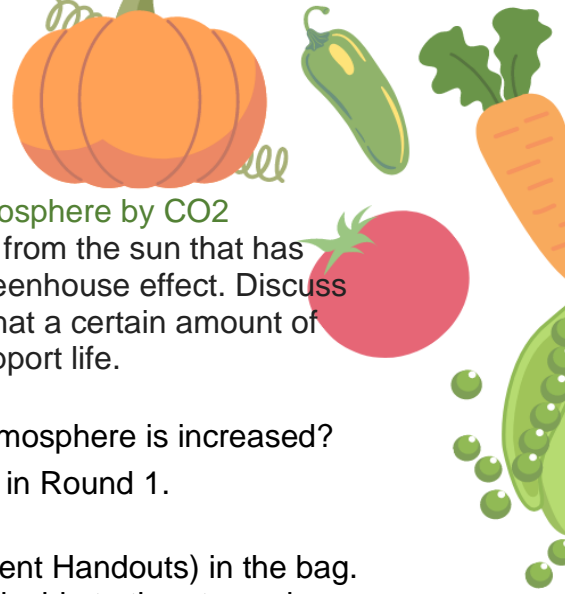 osphere by CO2
from the sun that has
eenhouse effect. Discuss
hat a certain amount of
pport life.
mosphere is increased?
in Round 1.
ent Handouts) in the bag.